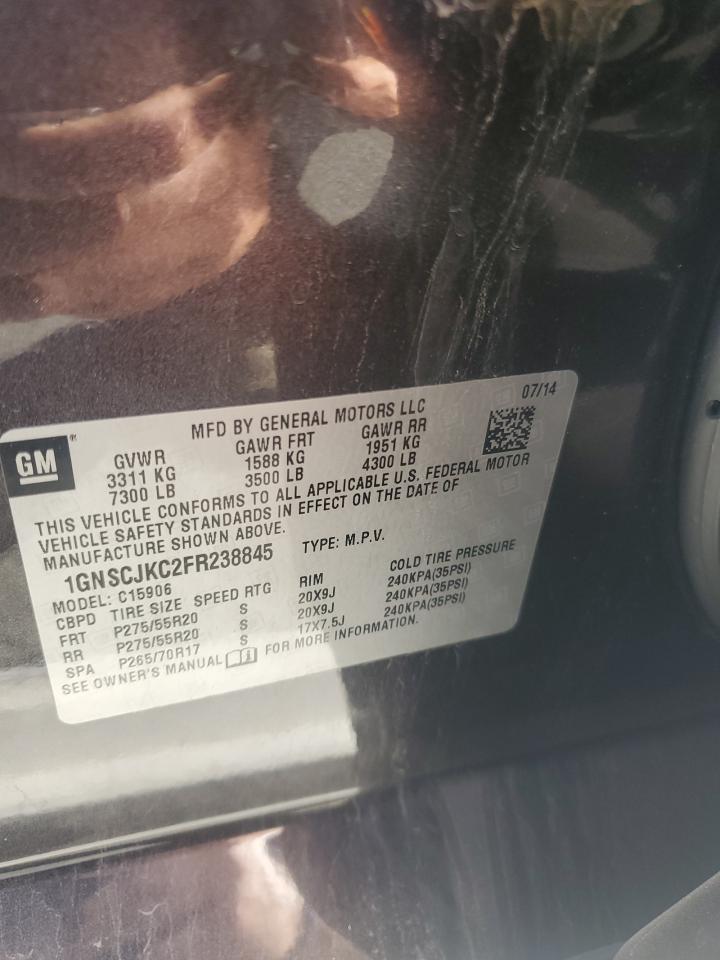 MFD BY GENERAL MOTORS LLC 07/14
GM
GVWR GAWR FRT GAWR RR
3311 KG 1588 KG 1951 KG
7300 LB 3500 LB 4300 LB
THIS VEHICLE CONFORMS TO ALL APPLICABLE U.S. FEDERAL MOTOR
VEHICLE SAFETY STANDARDS IN EFFECT ON THE DATE OF
MANUFACTURE SHOWN ABOVE.
1GNSCJKC2FR238845 TYPE: M.P.V.
MODEL: C15906
CBPD TIRE SIZE SPEED RTG RIM COLD TIRE PRESSURE
FRT P275/55R20 S 20X9J 240KPA(35PSI)
RR P275/55R20 S 20X9J 240KPA(35PSI)
SPA P265/70R17 S 17X7.5J 240KPA(35PSI)
SEE OWNER'S MANUAL FOR MORE INFORMATION.